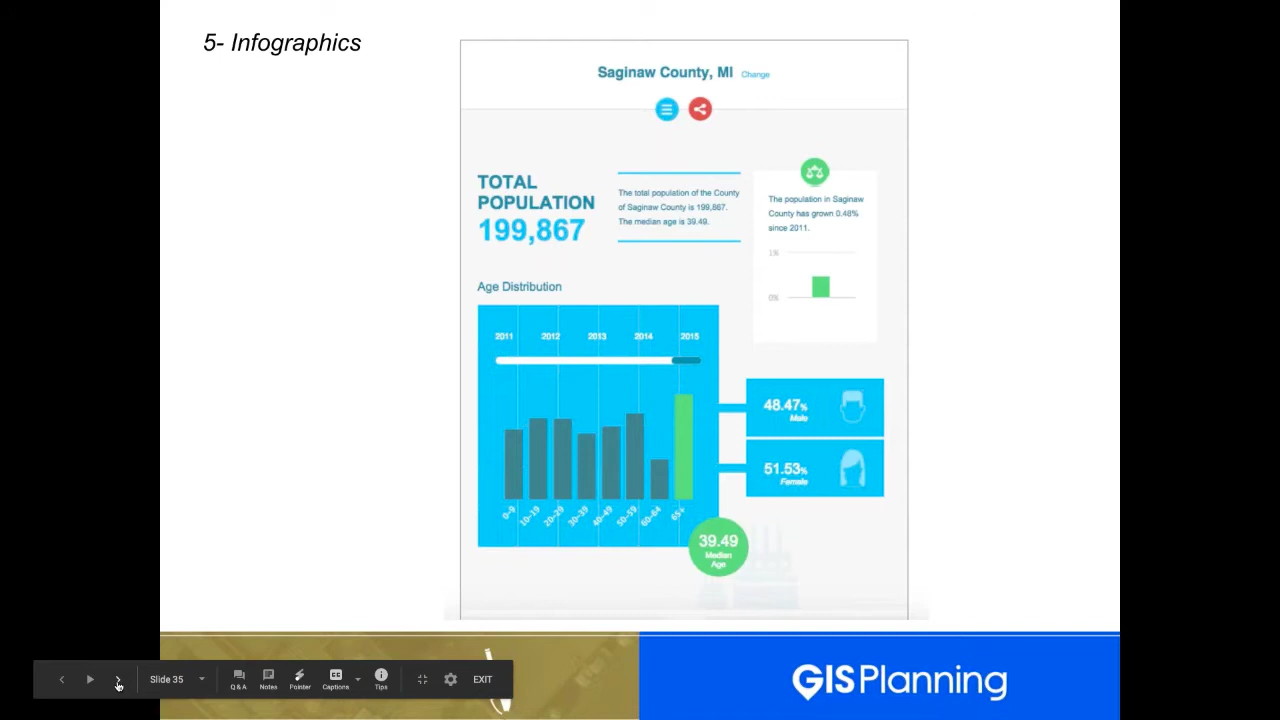 5- Infographics
Saginaw County, MI Change
TOTAL
POPULATION
199,867
The total population of the County
of Saginaw County is 199,867.
The median age is 39.49.
The population in Saginaw
County has grown 0.48%
since 2011.
1%
0%
Age Distribution
2011 2012 2013 2014 2015
0-9 10-19 20-29 30-39 40-49 50-59 60-64 65+
48.47%
Male
51.53%
Female
39.49
Median
Age
Slide 35
Q&A Notes Pointer Captions Tips EXIT
CC
GIS Planning